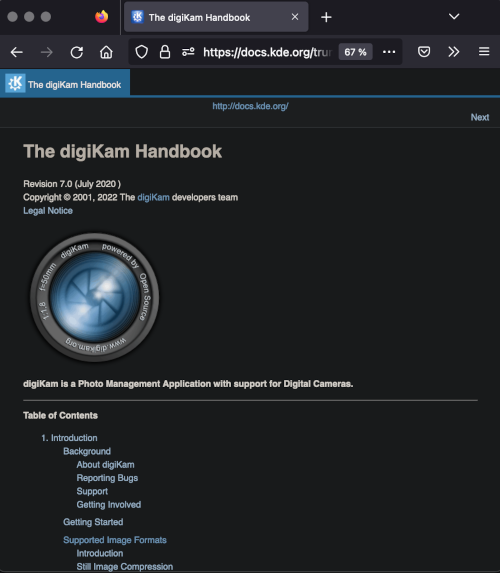 The digiKam Handbook
https://docs.kde.org/tru
67 %
The digiKam Handbook
http://docs.kde.org/
Next
The digiKam Handbook
Revision 7.0 (July 2020 )
Copyright © 2001, 2022 The digiKam developers team
Legal Notice
digiKam powered by Open Source www.digikam.org 1:1,8 f=50mm
digiKam is a Photo Management Application with support for Digital Cameras.
Table of Contents
1. Introduction
Background
About digiKam
Reporting Bugs
Support
Getting Involved
Getting Started
Supported Image Formats
Introduction
Still Image Compression